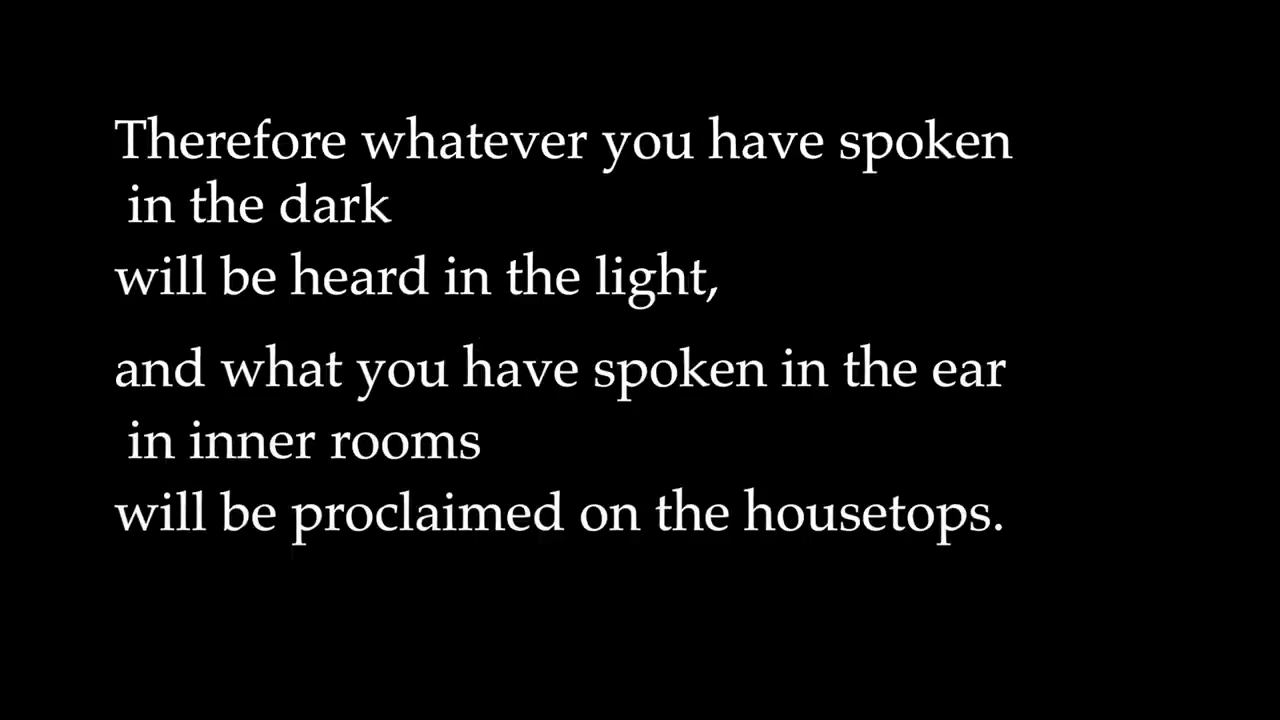 Therefore whatever you have spoken
in the dark
will be heard in the light,
and what you have spoken in the ear
in inner rooms
will be proclaimed on the housetops.